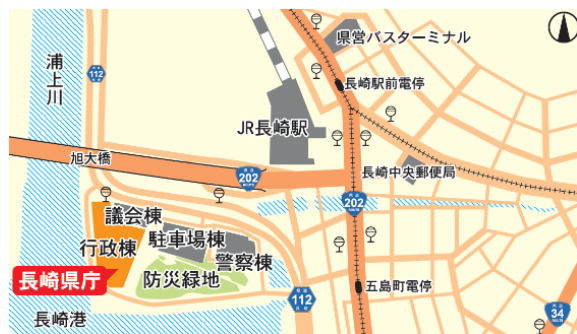 県営バスターミナル
浦上川
112
長崎駅前電停
JR長崎駅
旭大橋
202
長崎中央郵便局
202
議会棟
行政棟
駐車場棟
警察棟
長崎県庁
防災緑地
五島町電停
112
34
長崎港